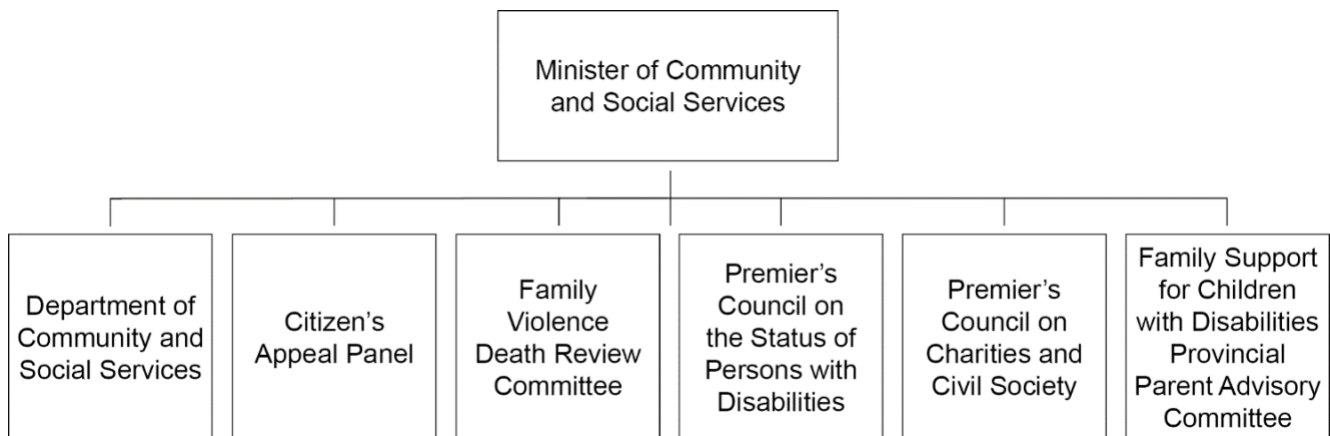 Minister of Community
and Social Services
Department of
Community and
Social Services
Citizen's
Appeal Panel
Family
Violence
Death Review
Committee
Premier's
Council on
the Status of
Persons with
Disabilities
Premier's
Council on
Charities and
Civil Society
Family Support
for Children
with Disabilities
Provincial
Parent Advisory
Committee